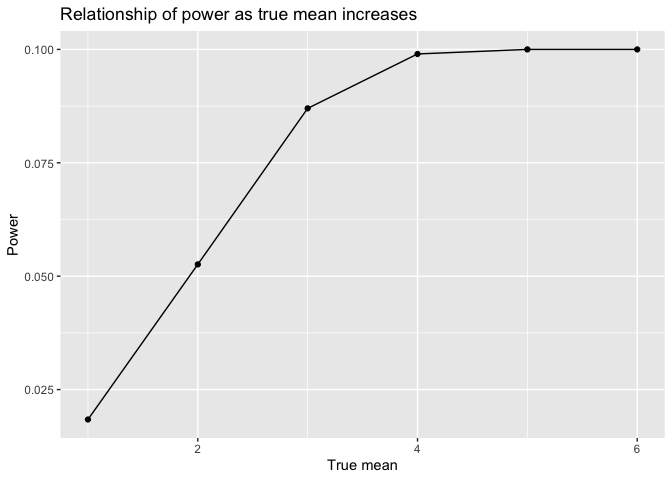 Relationship of power as true mean increases
0.100
0.075
0.050
0.025
Power
2 4 6
True mean